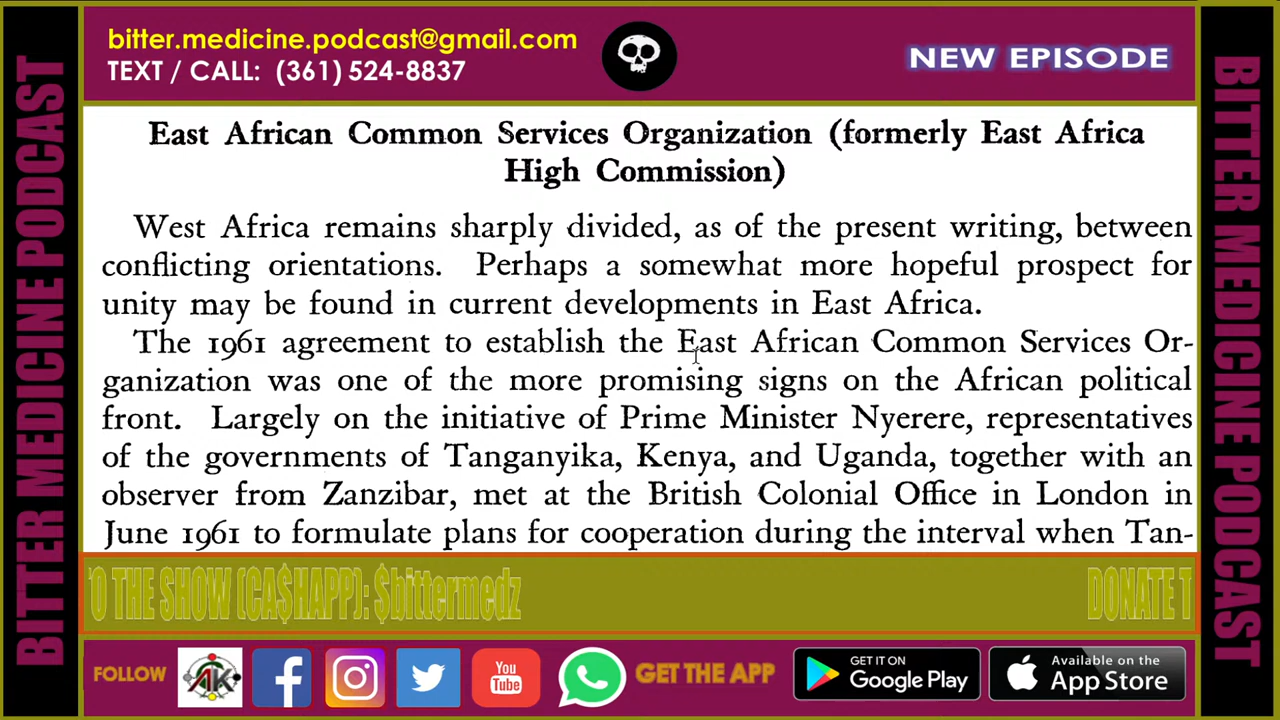 bitter.medicine.podcast@gmail.com
TEXT / CALL: (361) 524-8837
NEW EPISODE
BITTER MEDICINE PODCAST
East African Common Services Organization (formerly East Africa
High Commission)
West Africa remains sharply divided, as of the present writing, between
conflicting orientations. Perhaps a somewhat more hopeful prospect for
unity may be found in current developments in East Africa.
The 1961 agreement to establish the East African Common Services Or-
ganization was one of the more promising signs on the African political
front. Largely on the initiative of Prime Minister Nyerere, representatives
of the governments of Tanganyika, Kenya, and Uganda, together with an
observer from Zanzibar, met at the British Colonial Office in London in
June 1961 to formulate plans for cooperation during the interval when Tan-
BITTER MEDICINE PODCAST
O THE SHOW (CA$HAPP): $bittermedz
DONATE T
FOLLOW
ATK
You
Tube
GET THE APP
GET IT ON
Google Play
Available on the
App Store